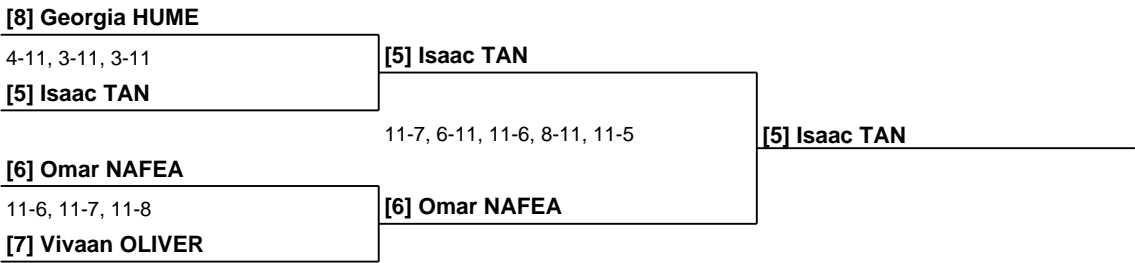 [8] Georgia HUME
4-11, 3-11, 3-11
[5] Isaac TAN
[5] Isaac TAN
11-7, 6-11, 11-6, 8-11, 11-5
[5] Isaac TAN
[6] Omar NAFEA
11-6, 11-7, 11-8
[6] Omar NAFEA
[7] Vivaan OLIVER